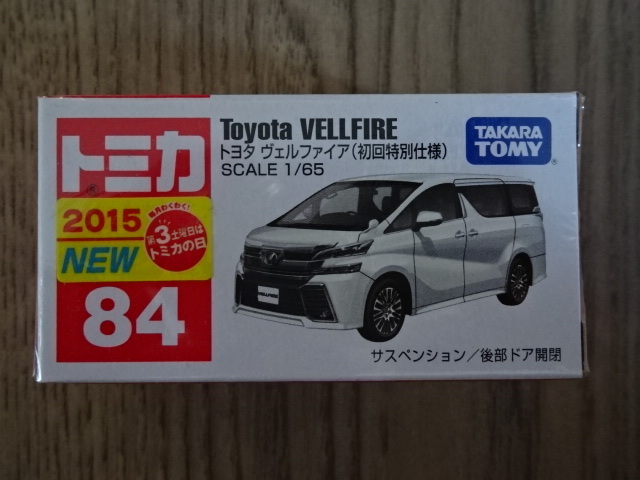 トミカ
2015
NEW
毎月わくわく!
第3土曜日は
トミカの日
84
Toyota VELLFIRE
トヨタ ヴェルファイア(初回特別仕様)
SCALE 1/65
TAKARA
TOMY
®
VELLFIRE
サスペンション/後部ドア開閉